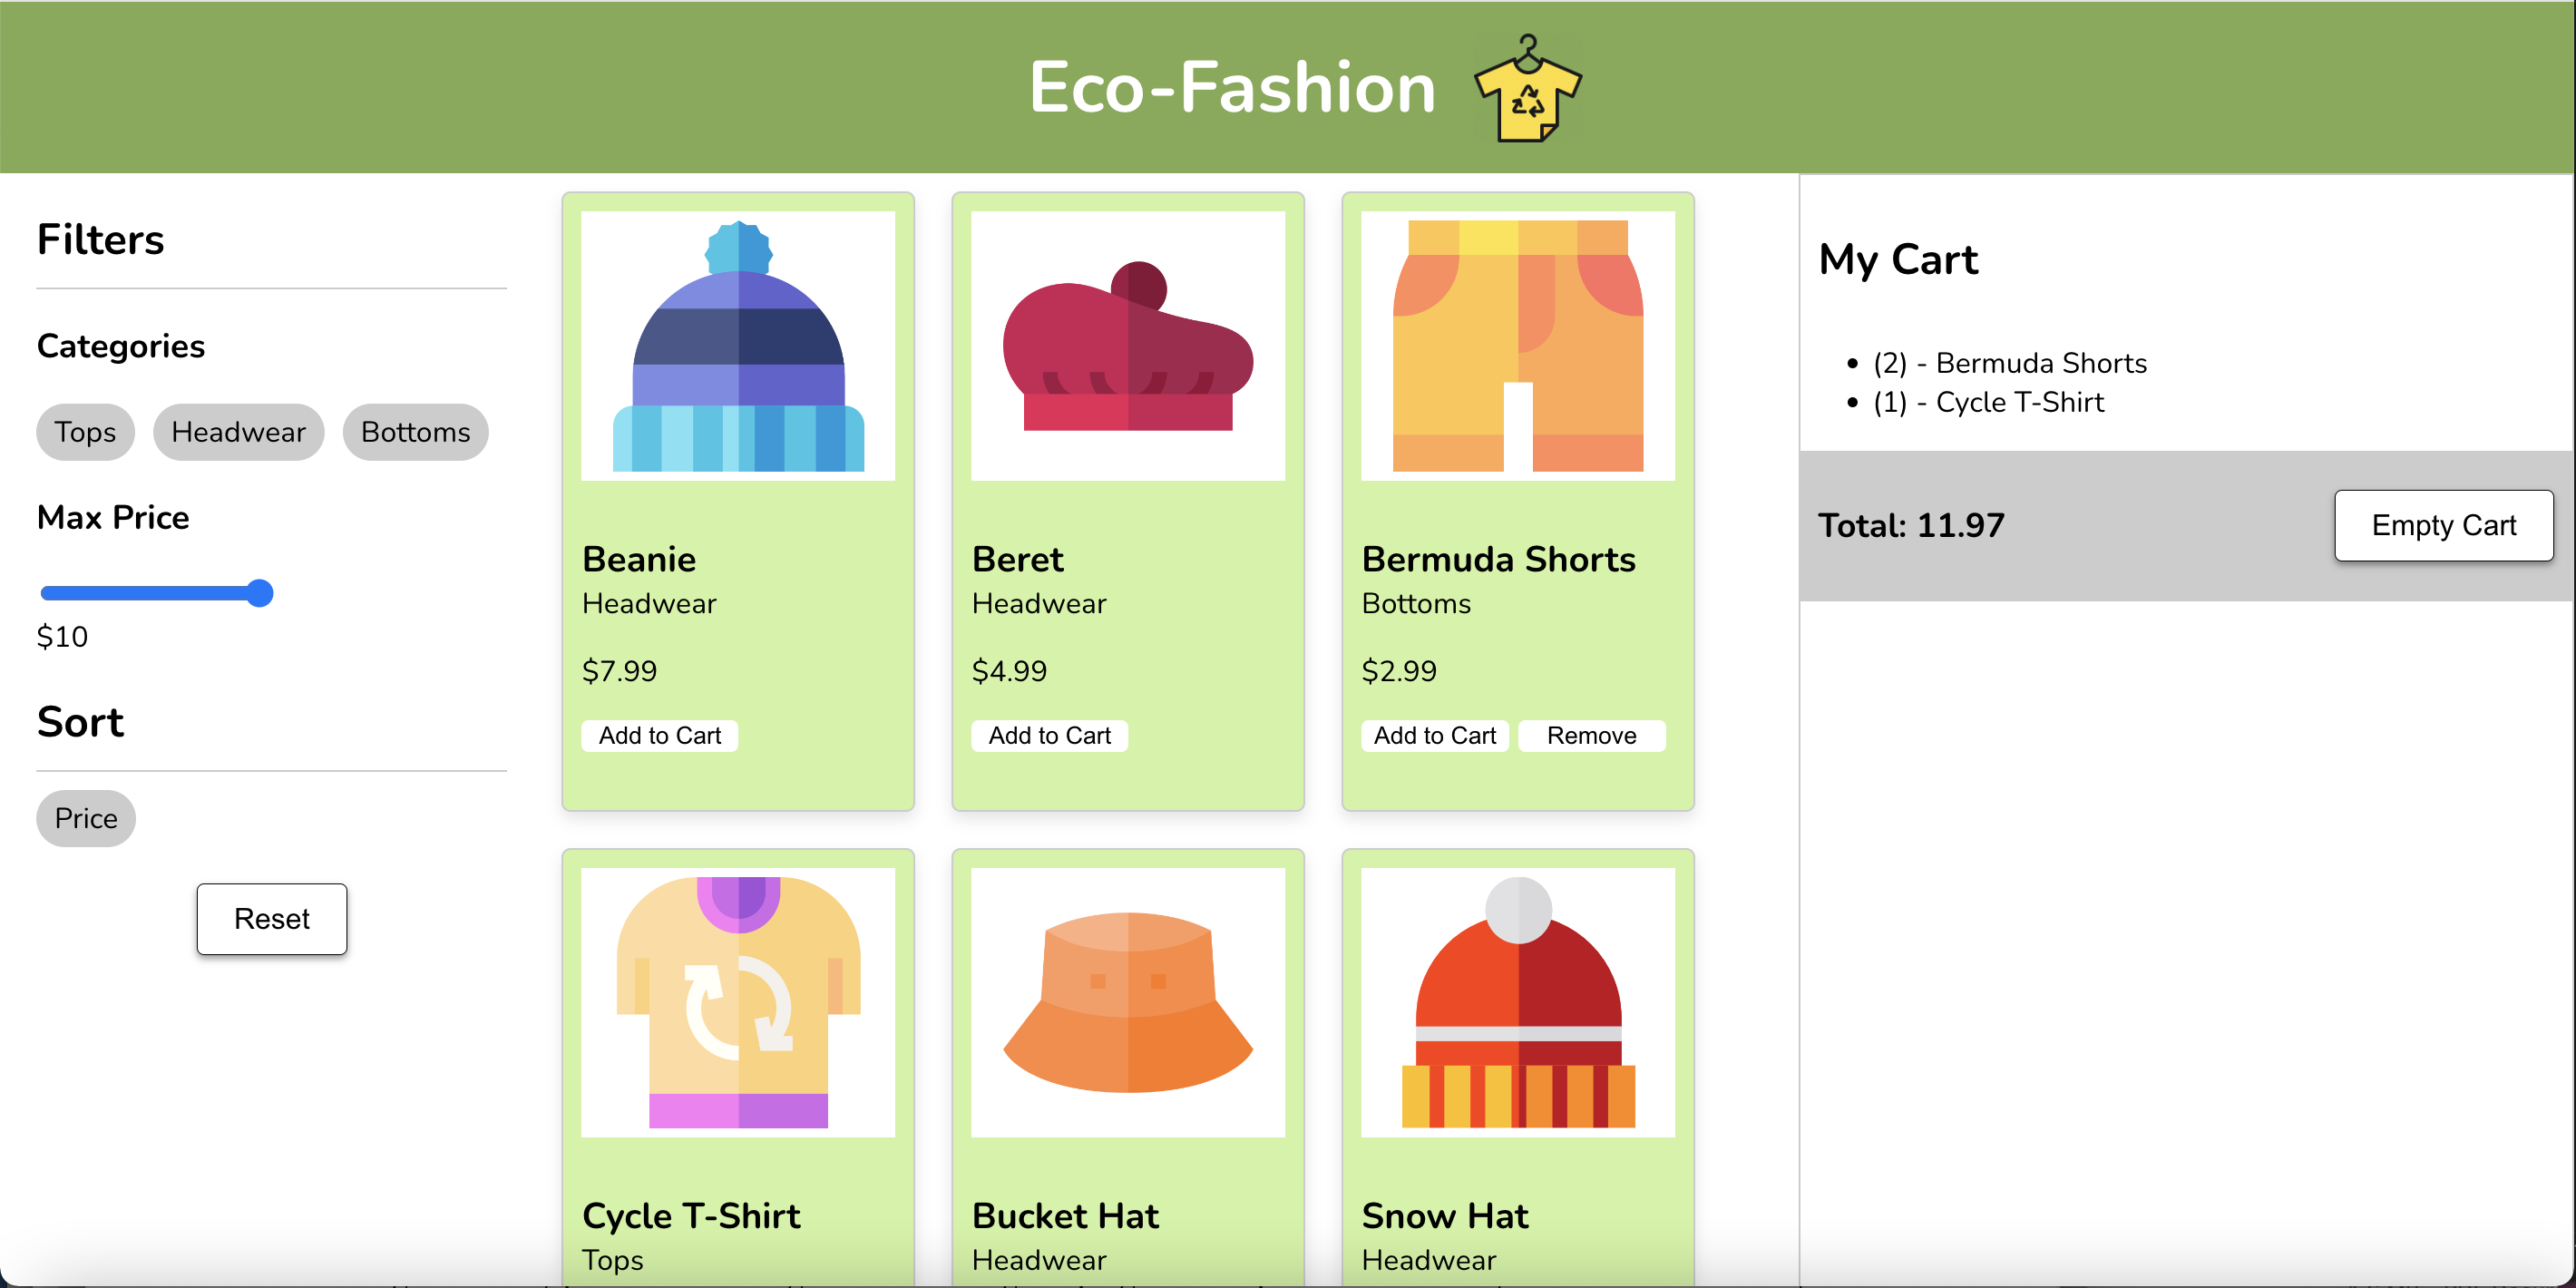 Eco-Fashion
Filters
Categories
Tops
Headwear
Bottoms
Max Price
$10
Sort
Price
Reset
Beanie
Headwear
$7.99
Add to Cart
Beret
Headwear
$4.99
Add to Cart
Bermuda Shorts
Bottoms
$2.99
Add to Cart
Remove
Cycle T-Shirt
Tops
Bucket Hat
Headwear
Snow Hat
Headwear
My Cart
• (2) - Bermuda Shorts
• (1) - Cycle T-Shirt
Total: 11.97
Empty Cart